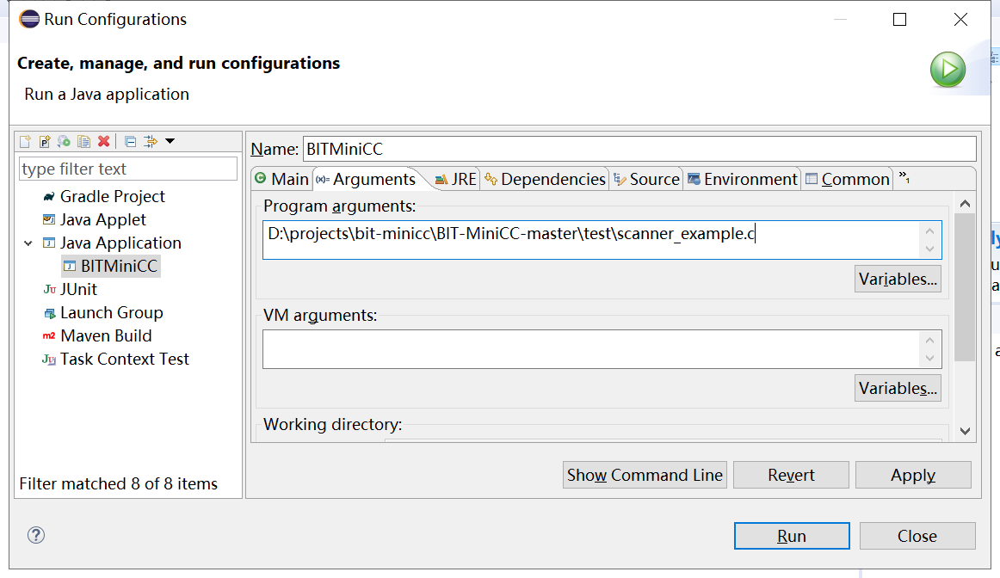 Run Configurations
Create, manage, and run configurations
Run a Java application
type filter text
Gradle Project
Java Applet
Java Application
BITMiniCC
JUnit
Launch Group
Maven Build
Task Context Test
Filter matched 8 of 8 items
Name: BITMiniCC
Main (x)= Arguments JRE Dependencies Source Environment Common »1
Program arguments:
D:\projects\bit-minicc\BIT-MiniCC-master\test\scanner_example.c
Variables...
VM arguments:
Variables...
Working directory:
Show Command Line Revert Apply
Run Close